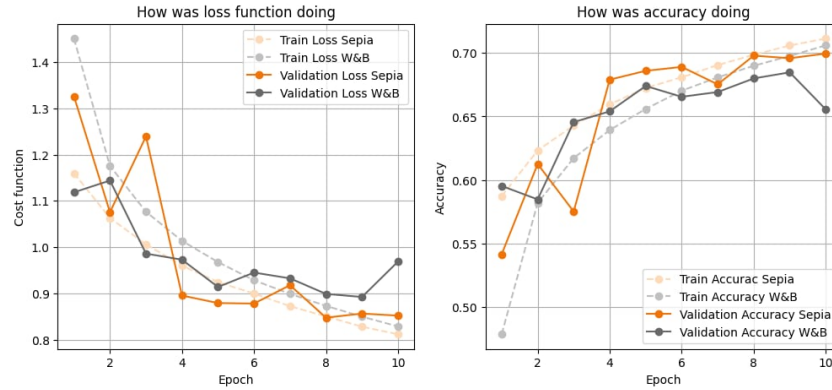 How was loss function doing
Cost function
1.4
1.3
1.2
1.1
1.0
0.9
0.8
Train Loss Sepia
Train Loss W&B
Validation Loss Sepia
Validation Loss W&B
2 4 6 8 10
Epoch
How was accuracy doing
Accuracy
0.70
0.65
0.60
0.55
0.50
Train Accurac Sepia
Train Accuracy W&B
Validation Accuracy Sepia
Validation Accuracy W&B
2 4 6 8 10
Epoch